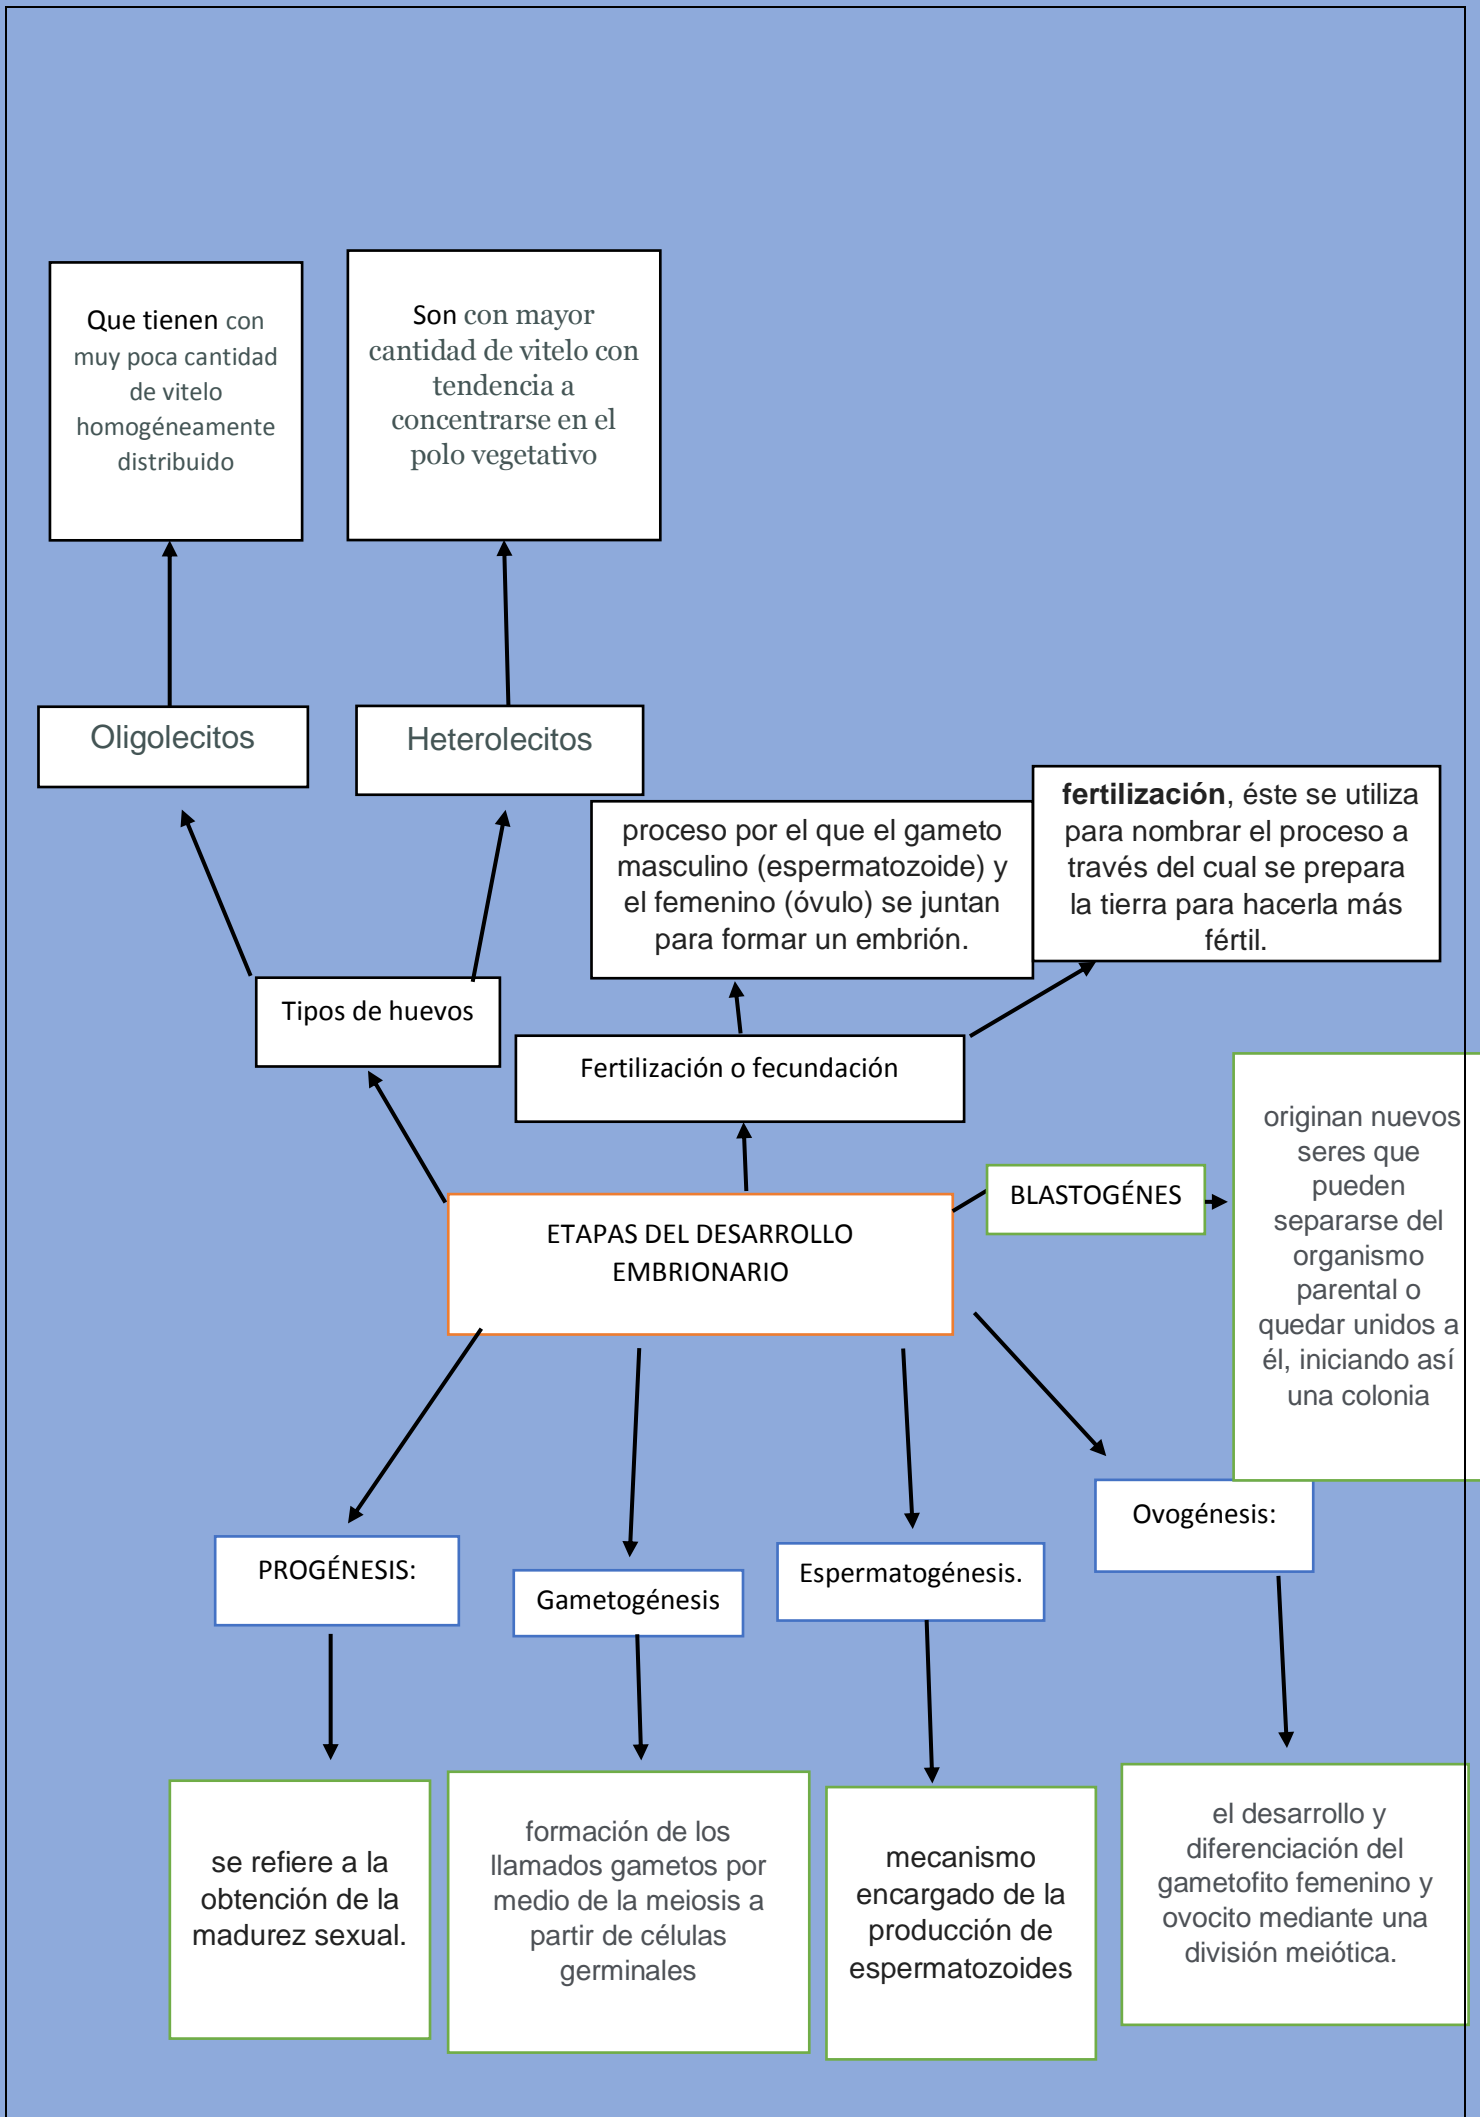 Que tienen con
muy poca cantidad
de vitelo
homogéneamente
distribuido
Son con mayor
cantidad de vitelo con
tendencia a
concentrarse en el
polo vegetativo
Oligolecitos
Heterolecitos
proceso por el que el gameto
masculino (espermatozoide) y
el femenino (óvulo) se juntan
para formar un embrión.
fertilización, éste se utiliza
para nombrar el proceso a
través del cual se prepara
la tierra para hacerla más
fértil.
Tipos de huevos
Fertilización o fecundación
BLASTOGÉNES
originan nuevos
seres que
pueden
separarse del
organismo
parental o
quedar unidos a
él, iniciando así
una colonia
ETAPAS DEL DESARROLLO
EMBRIONARIO
PROGÉNESIS:
Gametogénesis
Espermatogénesis.
Ovogénesis:
se refiere a la
obtención de la
madurez sexual.
formación de los
llamados gametos por
medio de la meiosis a
partir de células
germinales
mecanismo
encargado de la
producción de
espermatozoides
el desarrollo y
diferenciación del
gametofito femenino y
ovocito mediante una
división meiótica.